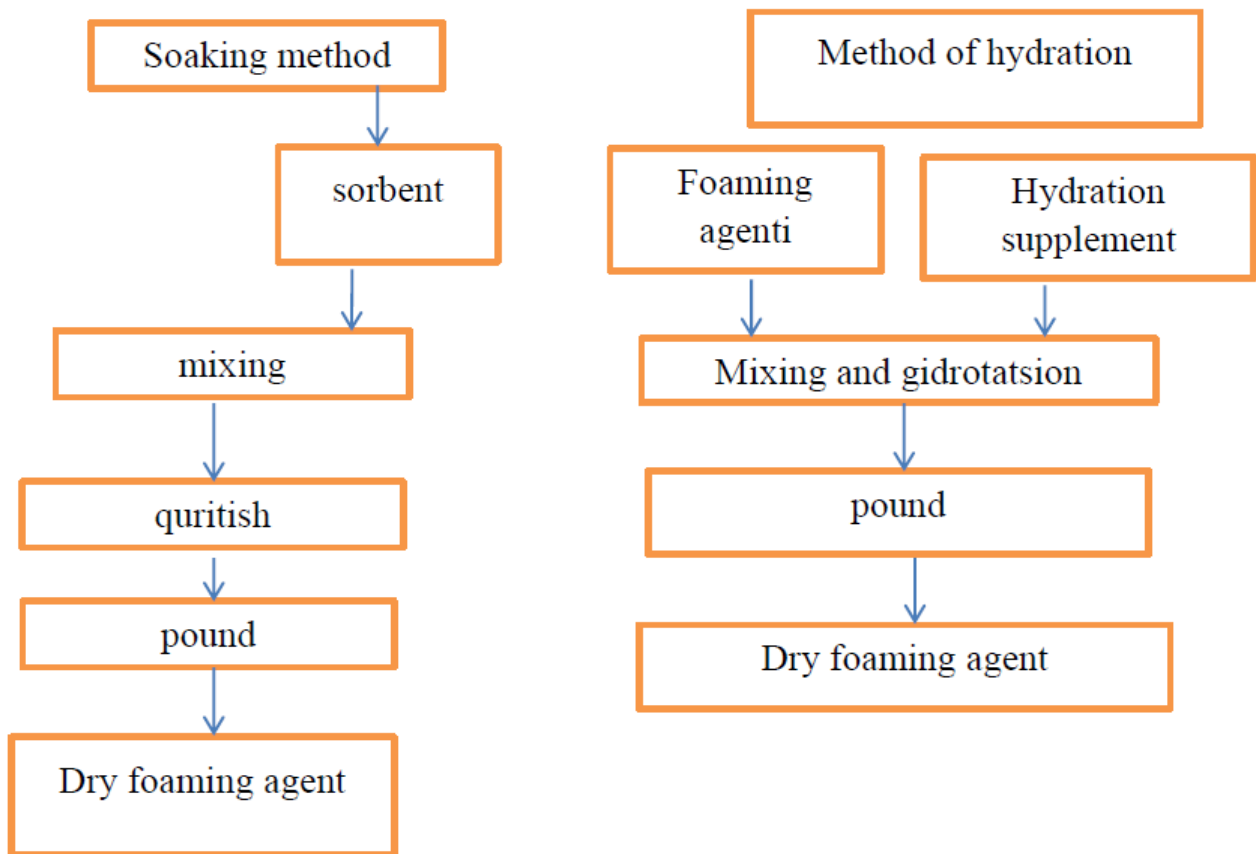 Soaking method
sorbent
mixing
quritish
pound
Dry foaming agent
Method of hydration
Foaming
agenti
Hydration
supplement
Mixing and gidrotatsion
pound
Dry foaming agent